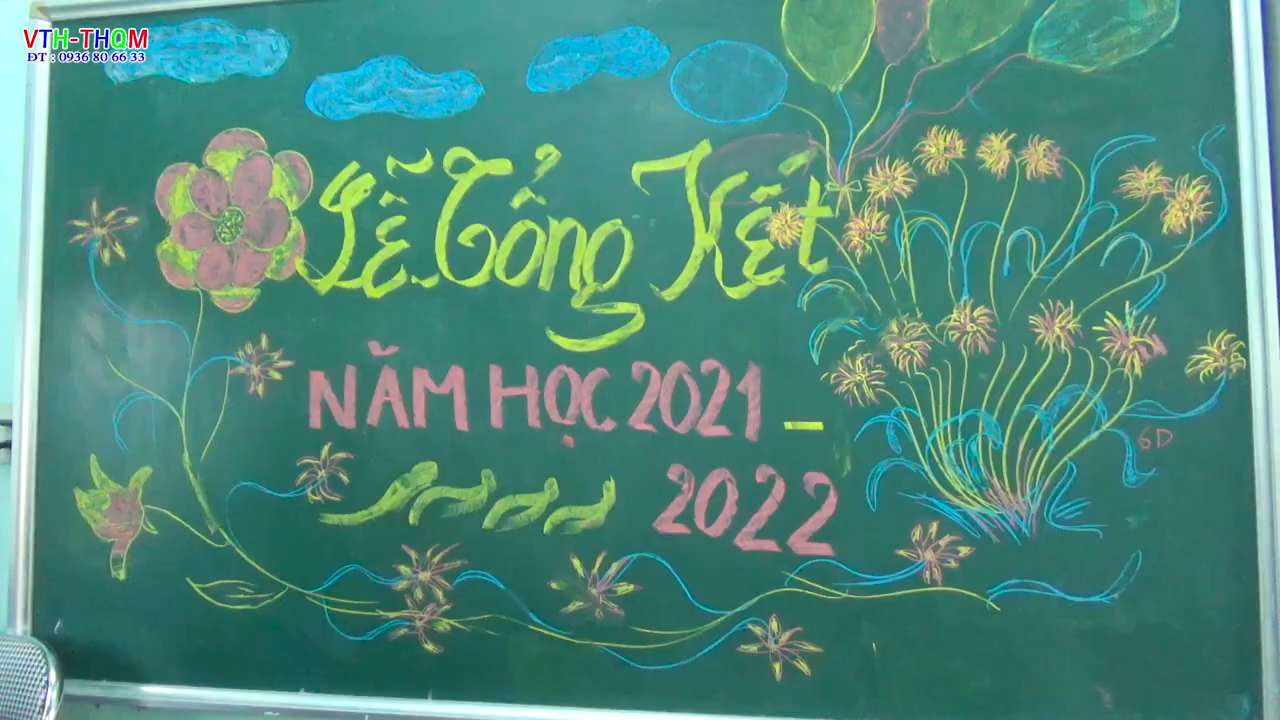 VTH-THQM
ĐT : 0936 80 66 33
Lễ Tổng Kết
NĂM HỌC 2021 -
2022
6D